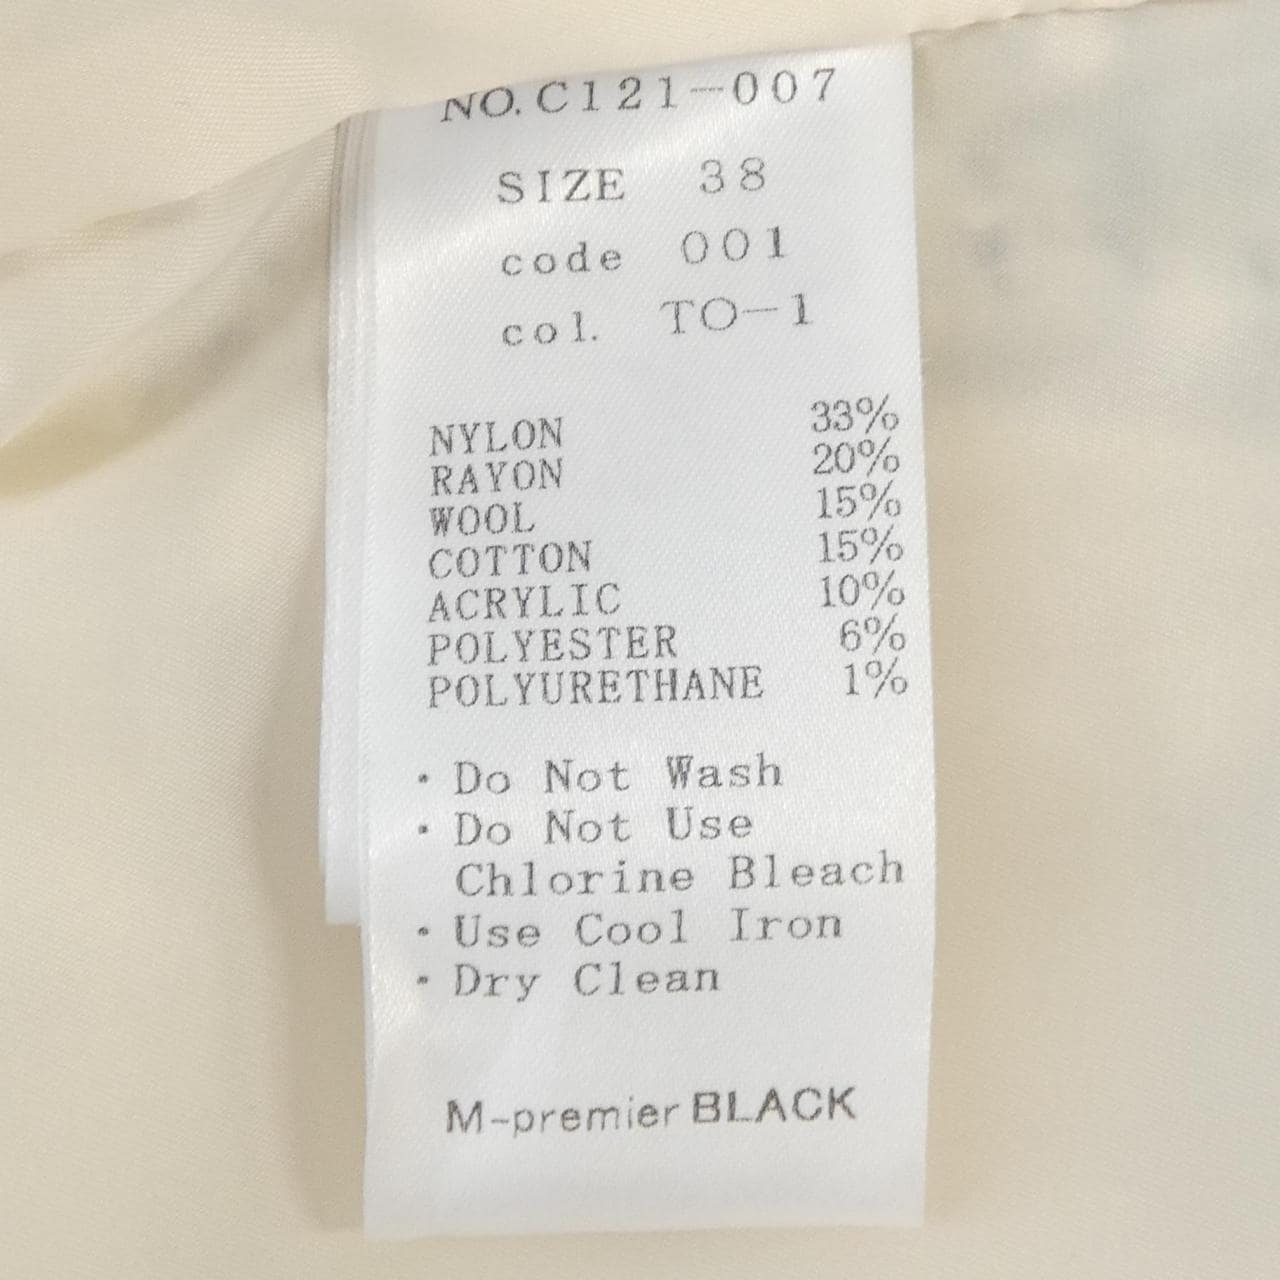 NO. C121-007
SIZE 38
code 001
col. TO-1
NYLON 33%
RAYON 20%
WOOL 15%
COTTON 15%
ACRYLIC 10%
POLYESTER 6%
POLYURETHANE 1%
・Do Not Wash
・Do Not Use
Chlorine Bleach
・Use Cool Iron
・Dry Clean
M-premier BLACK